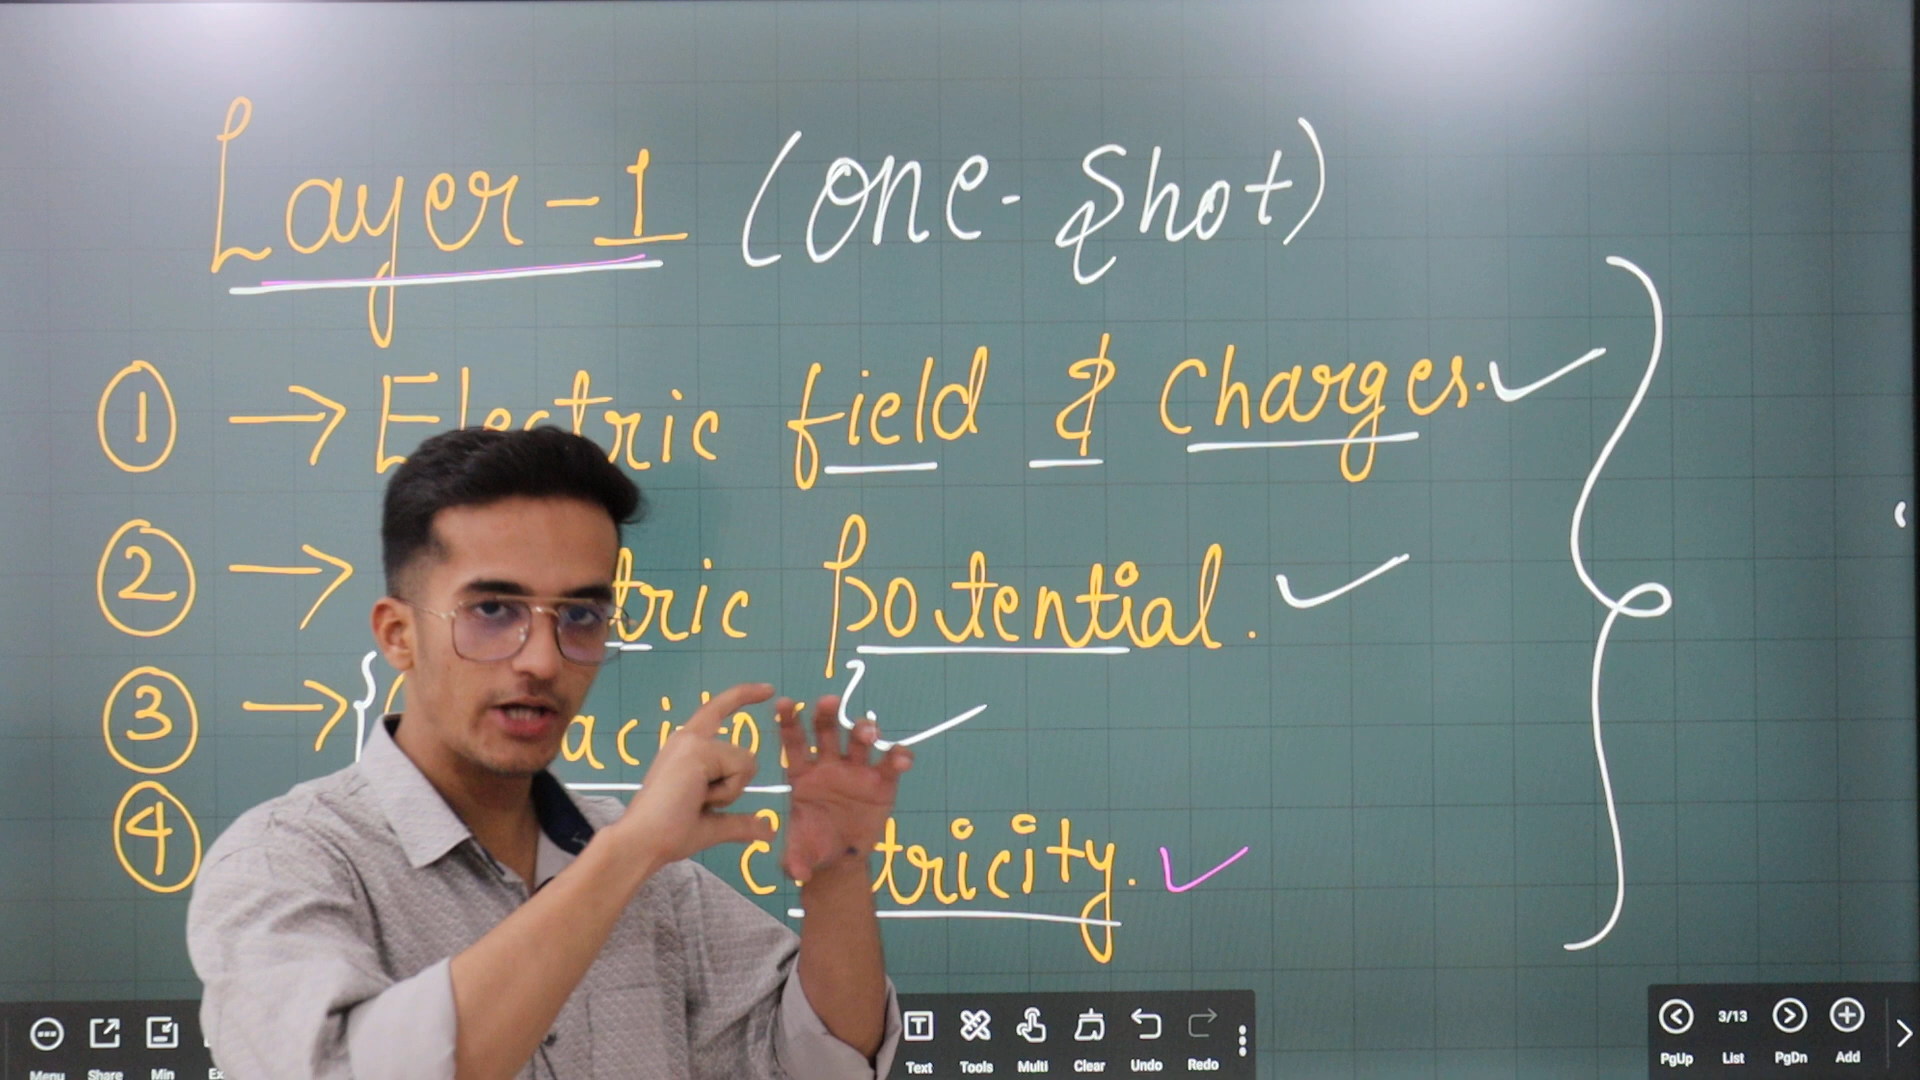 Layer-1 (one-Shot)
① → Electric field & Charges.
② → tric Potential.
③ → acitor
④ tricity.
Menu Share Min Text Tools Multi Clear Undo Redo PgUp 3/13 List PgDn Add